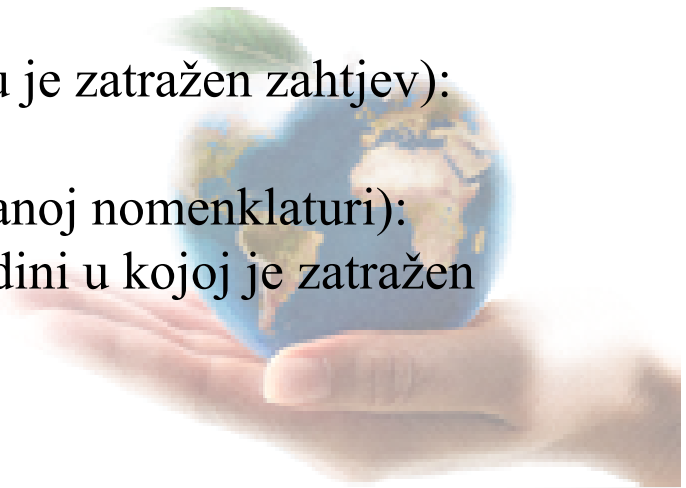 u je zatražen zahtjev):
anoj nomenklaturi):
dini u kojoj je zatražen